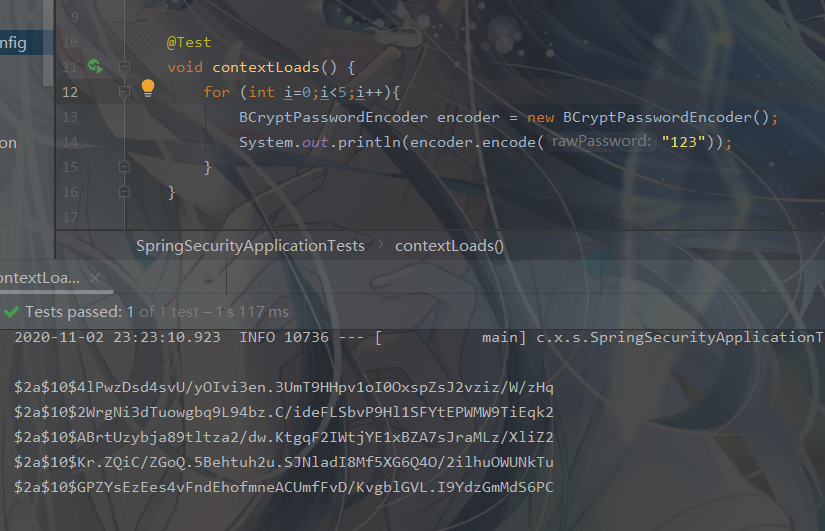 9
nfig
10 @Test
11 void contextLoads() {
12 for (int i=0;i<5;i++){
13 BCryptPasswordEncoder encoder = new BCryptPasswordEncoder();
on
14 System.out.println(encoder.encode( rawPassword: "123"));
15 }
16 }
17
SpringSecurityApplicationTests › contextLoads()
ontextLoa... ×
Tests passed: 1 of 1 test – 1 s 117 ms
2020-11-02 23:23:10.923 INFO 10736 --- [ main] c.x.s.SpringSecurityApplicationT
$2a$10$4lPwzDsd4svU/yOIvi3en.3UmT9HHpv1oI0OxspZsJ2vziz/W/zHq
$2a$10$2WrgNi3dTuowgbq9L94bz.C/ideFLSbvP9Hl1SFYtEPWMW9TiEqk2
$2a$10$ABrtUzybja89tltza2/dw.KtgqF2IWtjYE1xBZA7sJraMLz/XliZ2
$2a$10$Kr.ZQiC/ZGoQ.5Behtuh2u.SJNladI8Mf5XG6Q4O/2ilhuOWUNkTu
$2a$10$GPZYsEzEes4vFndEhofmneACUmfFvD/KvgblGVL.I9YdzGmMdS6PC